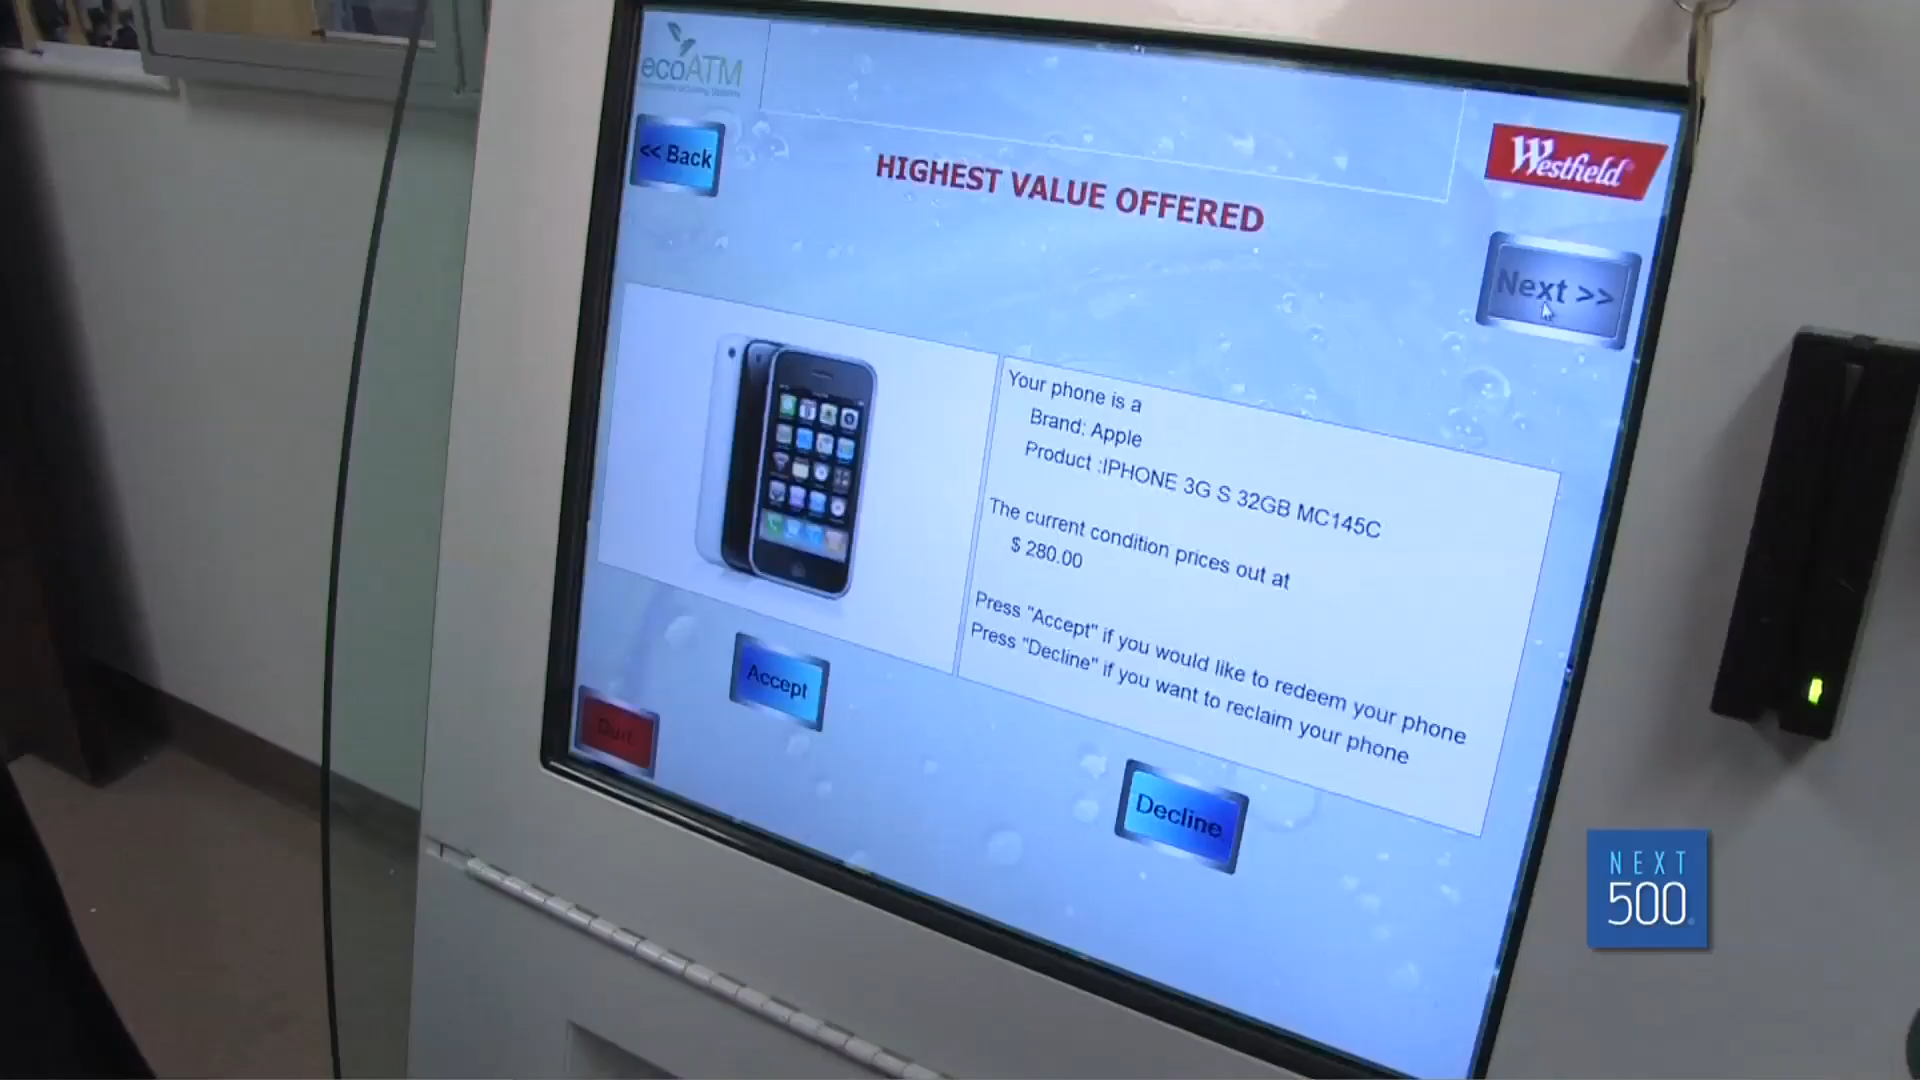 ecoATM
<< Back
HIGHEST VALUE OFFERED
Westfield
Next >>
Your phone is a
Brand: Apple
Product :IPHONE 3G S 32GB MC145C
The current condition prices out at
$ 280.00
Press "Accept" if you would like to redeem your phone
Press "Decline" if you want to reclaim your phone
Accept
Quit
Decline
NEXT
500